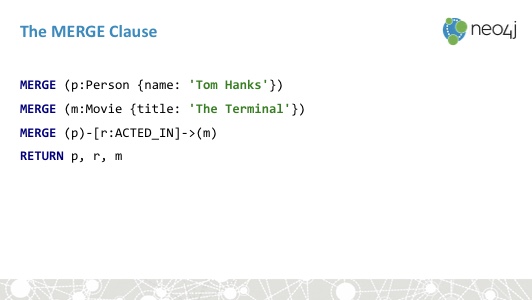 The MERGE Clause
neo4j
MERGE (p:Person {name: 'Tom Hanks'})
MERGE (m:Movie {title: 'The Terminal'})
MERGE (p)-[r:ACTED_IN]->(m)
RETURN p, r, m